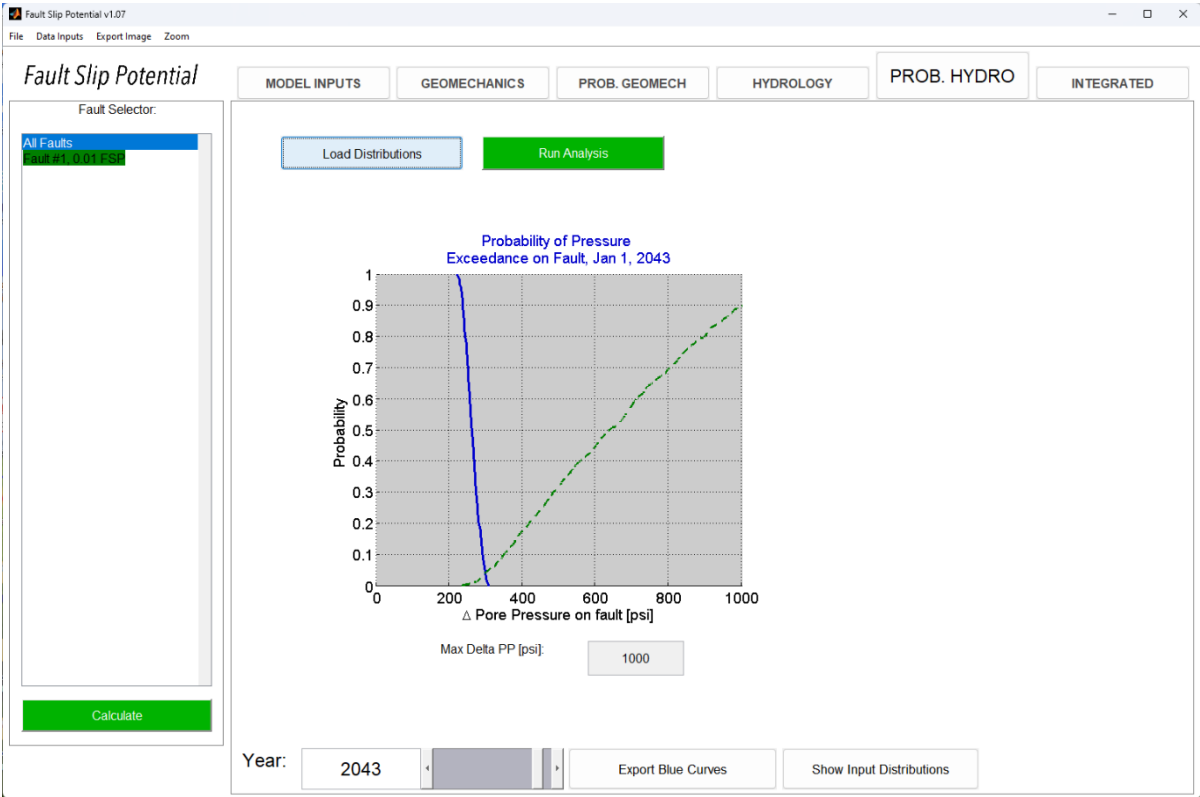 Fault Slip Potential v1.07
File Data Inputs Export Image Zoom
Fault Slip Potential
MODEL INPUTS GEOMECHANICS PROB. GEOMECH HYDROLOGY PROB. HYDRO INTEGRATED
Fault Selector:
All Faults
Fault #1, 0.01 FSP
Calculate
Load Distributions Run Analysis
Probability of Pressure
Exceedance on Fault, Jan 1, 2043
Probability
1
0.9
0.8
0.7
0.6
0.5
0.4
0.3
0.2
0.1
0
0 200 400 600 800 1000
Δ Pore Pressure on fault [psi]
Max Delta PP [psi]: 1000
Year: 2043 Export Blue Curves Show Input Distributions